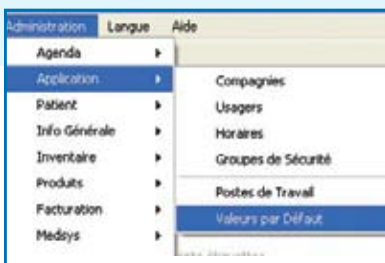 Administration Langue Aide
Agenda
Application
Patient
Info Générale
Inventaire
Produits
Facturation
Medsys
Compagnies
Usagers
Horaires
Groupes de Sécurité
Postes de Travail
Valeurs par Défaut